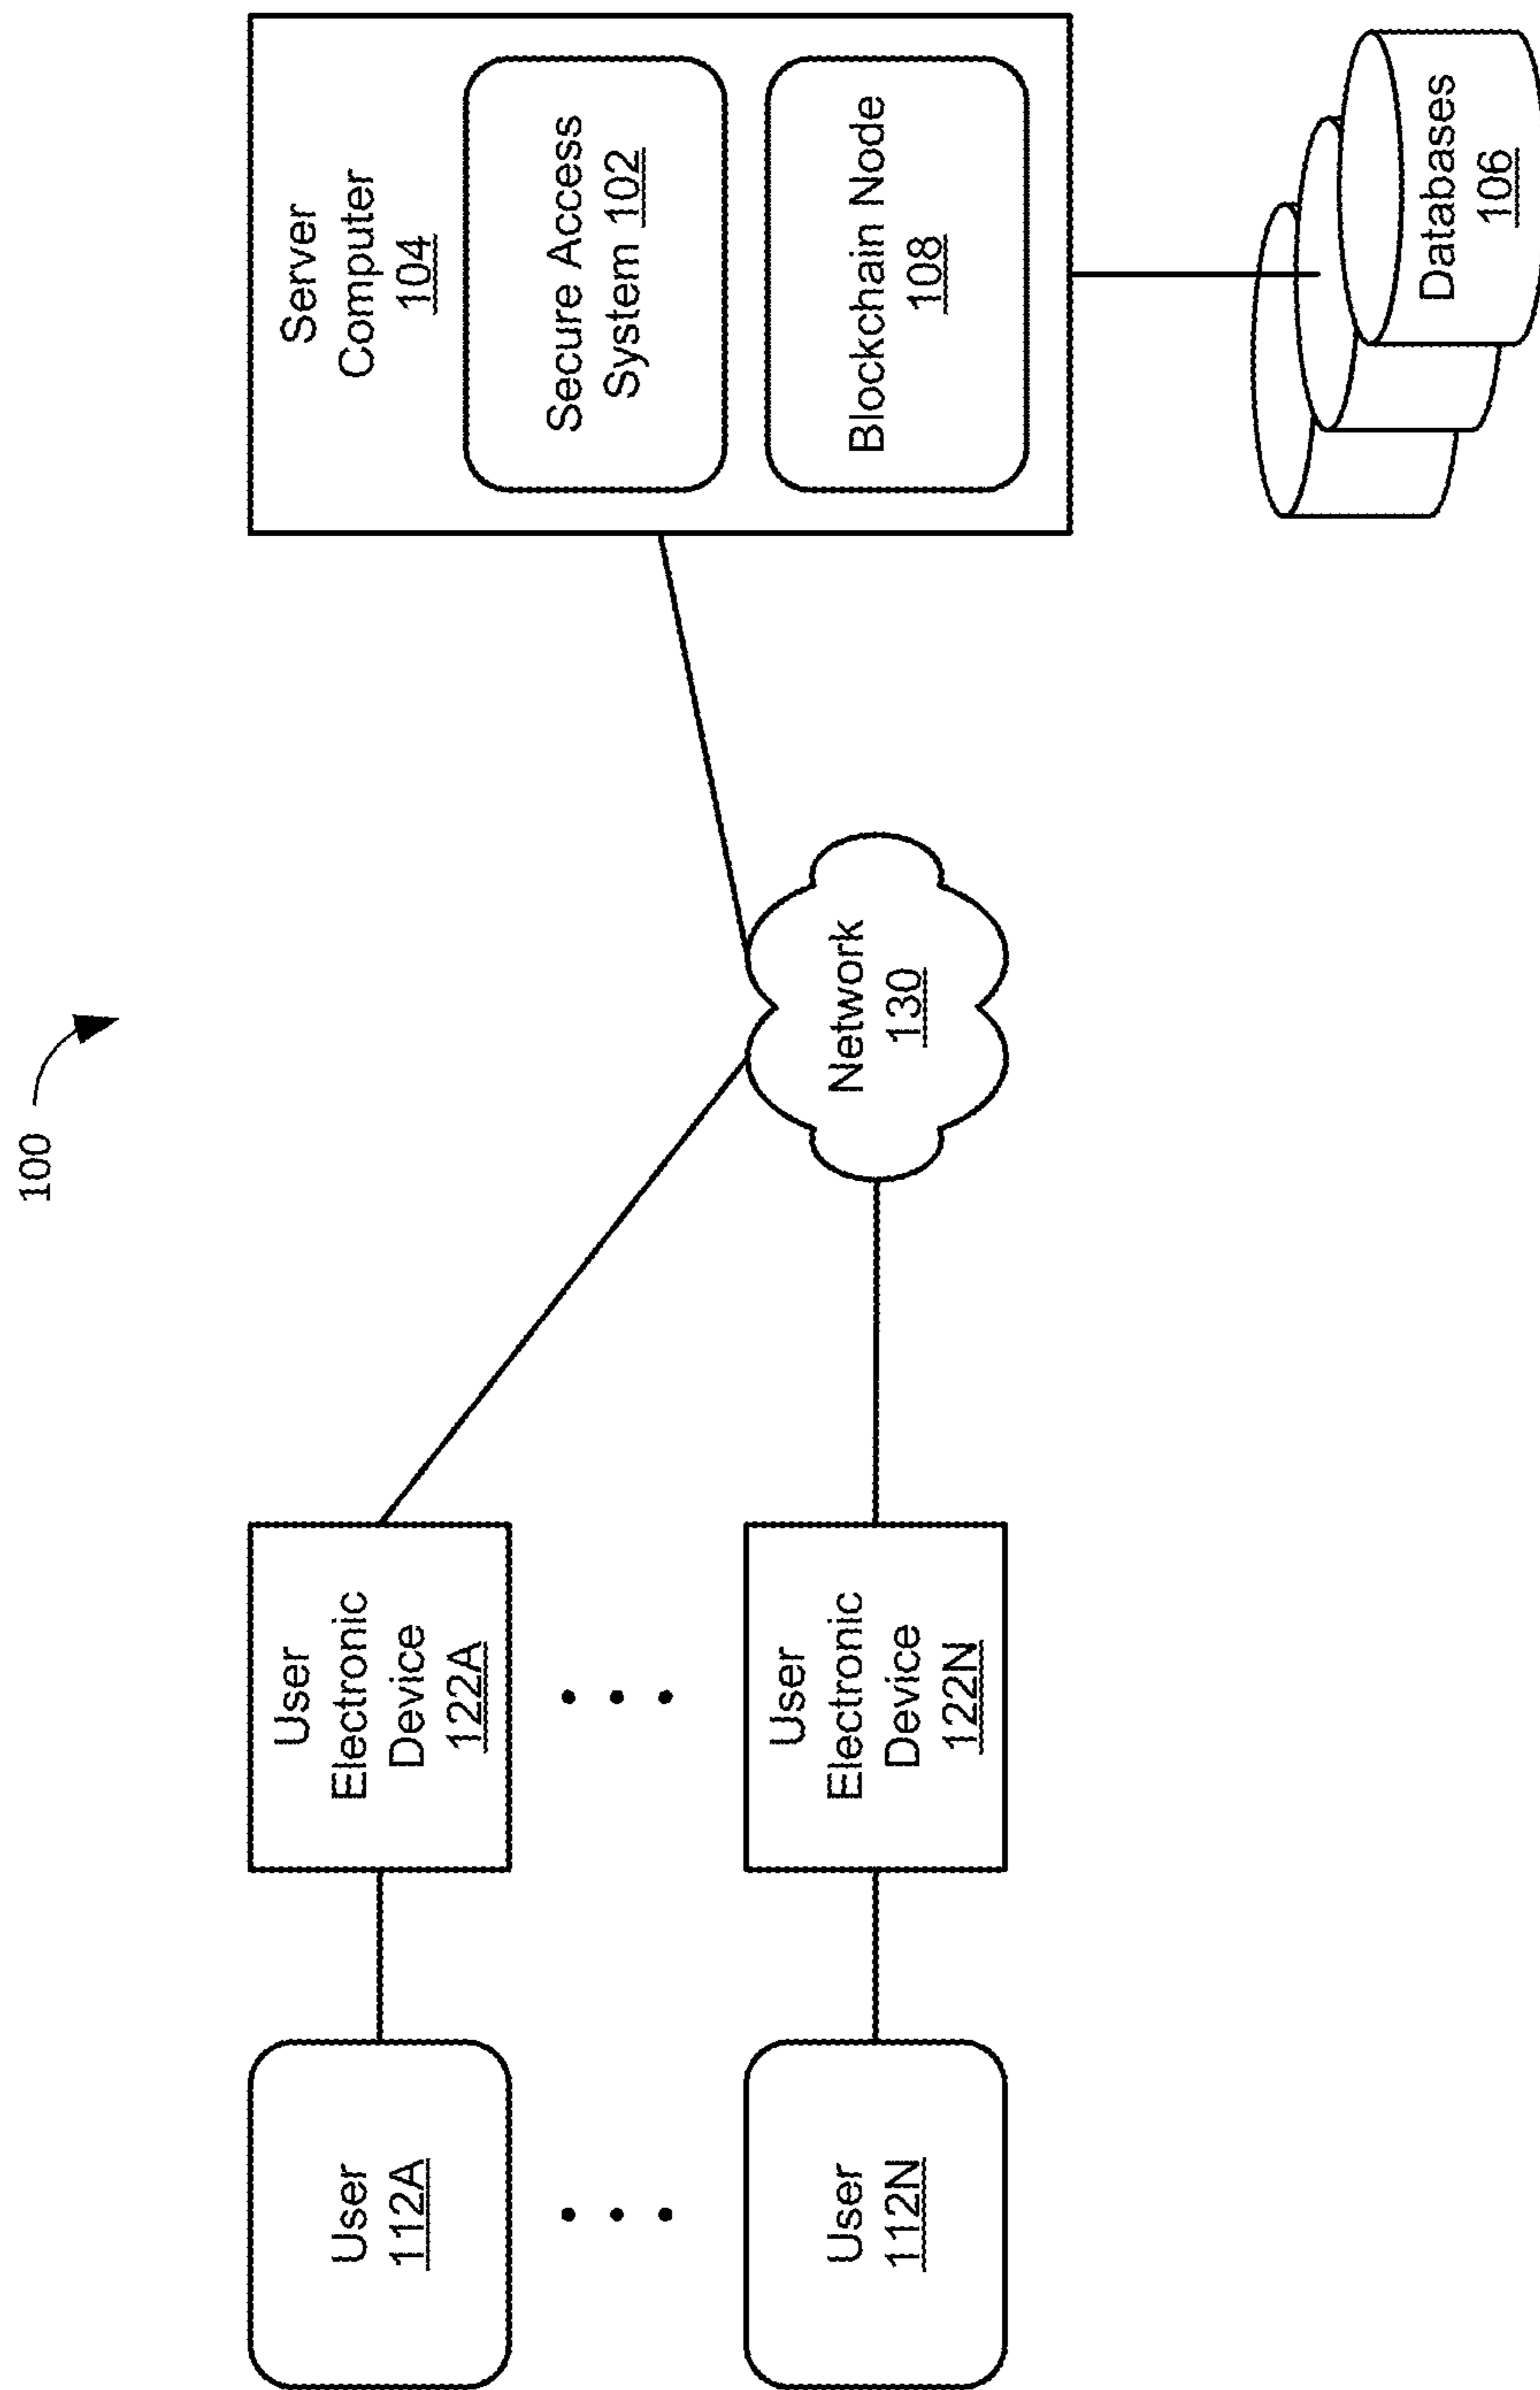 100
User
112A
User
Electronic
Device
122A
Server
Computer
104
Secure Access
System 102
Blockchain Node
108
Network
130
User
112N
User
Electronic
Device
122N
Databases
106